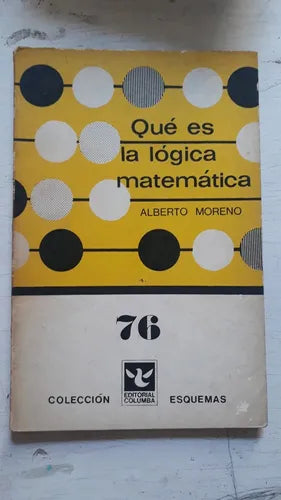 Qué es
la lógica
matemática
ALBERTO MORENO
76
EDITORIAL
COLUMBA
COLECCIÓN ESQUEMAS